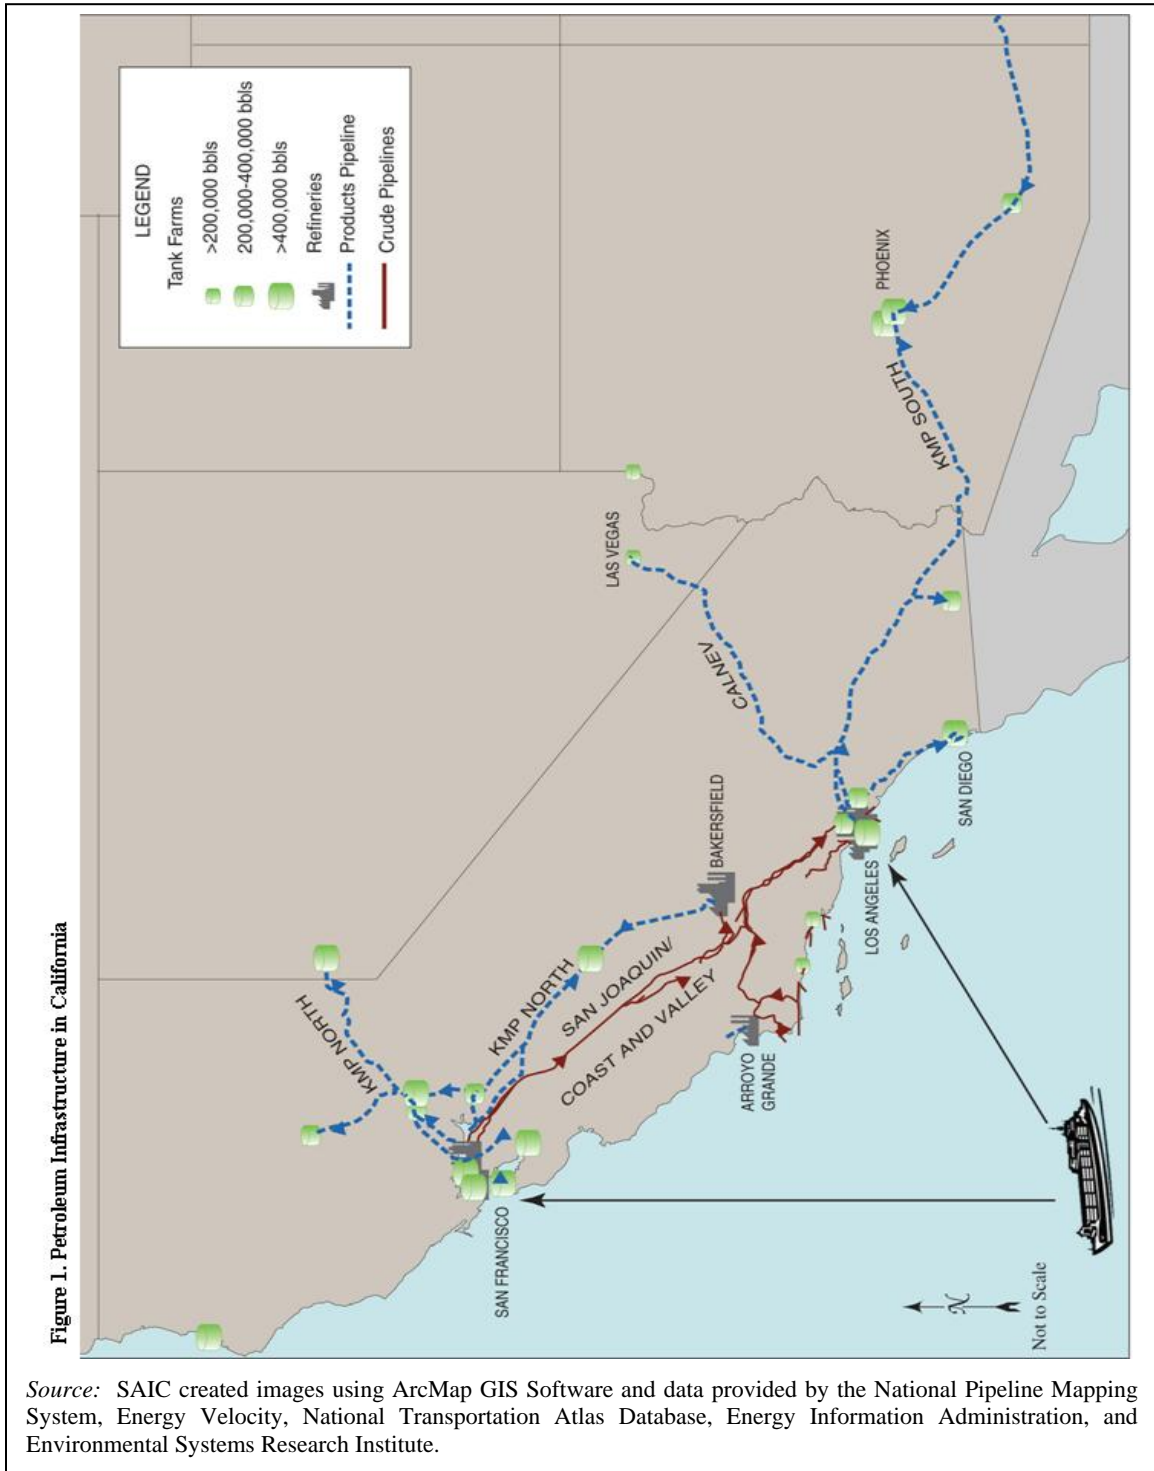 Figure 1. Petroleum Infrastructure in California
LEGEND
Tank Farms
>200,000 bbls
200,000-400,000 bbls
>400,000 bbls
Refineries
Products Pipeline
Crude Pipelines
KMP NORTH
KMP NORTH
SAN JOAQUIN/
COAST AND VALLEY
SAN FRANCISCO
ARROYO
GRANDE
BAKERSFIELD
LOS ANGELES
SAN DIEGO
CALNEV
LAS VEGAS
KMP SOUTH
PHOENIX
N
Not to Scale
Source: SAIC created images using ArcMap GIS Software and data provided by the National Pipeline Mapping
System, Energy Velocity, National Transportation Atlas Database, Energy Information Administration, and
Environmental Systems Research Institute.